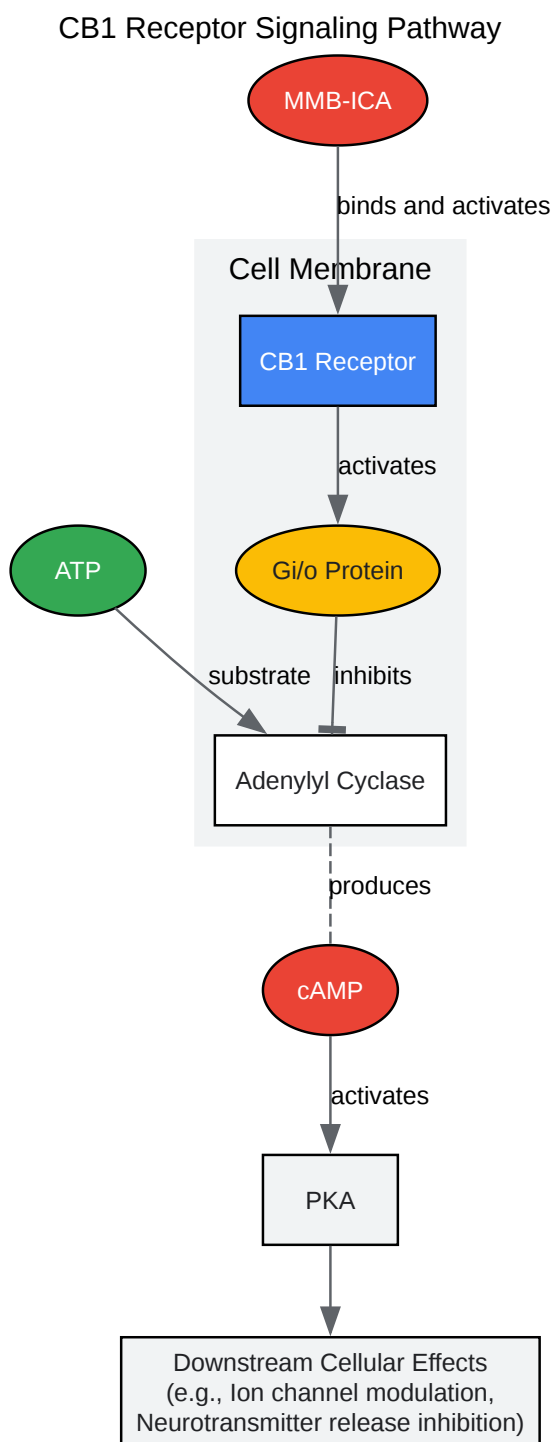 CB1 Receptor Signaling Pathway
MMB-ICA
binds and activates
Cell Membrane
CB1 Receptor
activates
ATP
Gi/o Protein
substrate
inhibits
Adenylyl Cyclase
produces
cAMP
activates
PKA
Downstream Cellular Effects
(e.g., Ion channel modulation,
Neurotransmitter release inhibition)